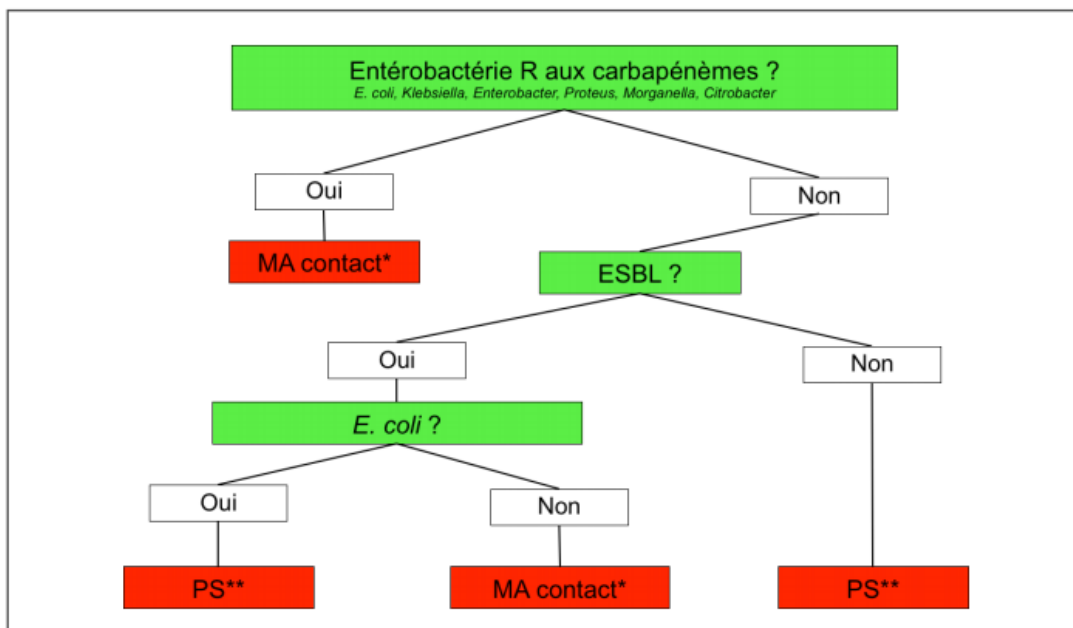 Entérobactérie R aux carbapénèmes ?
E. coli, Klebsiella, Enterobacter, Proteus, Morganella, Citrobacter
Oui
Non
MA contact*
ESBL ?
Oui
Non
E. coli ?
Oui
Non
PS**
MA contact*
PS**